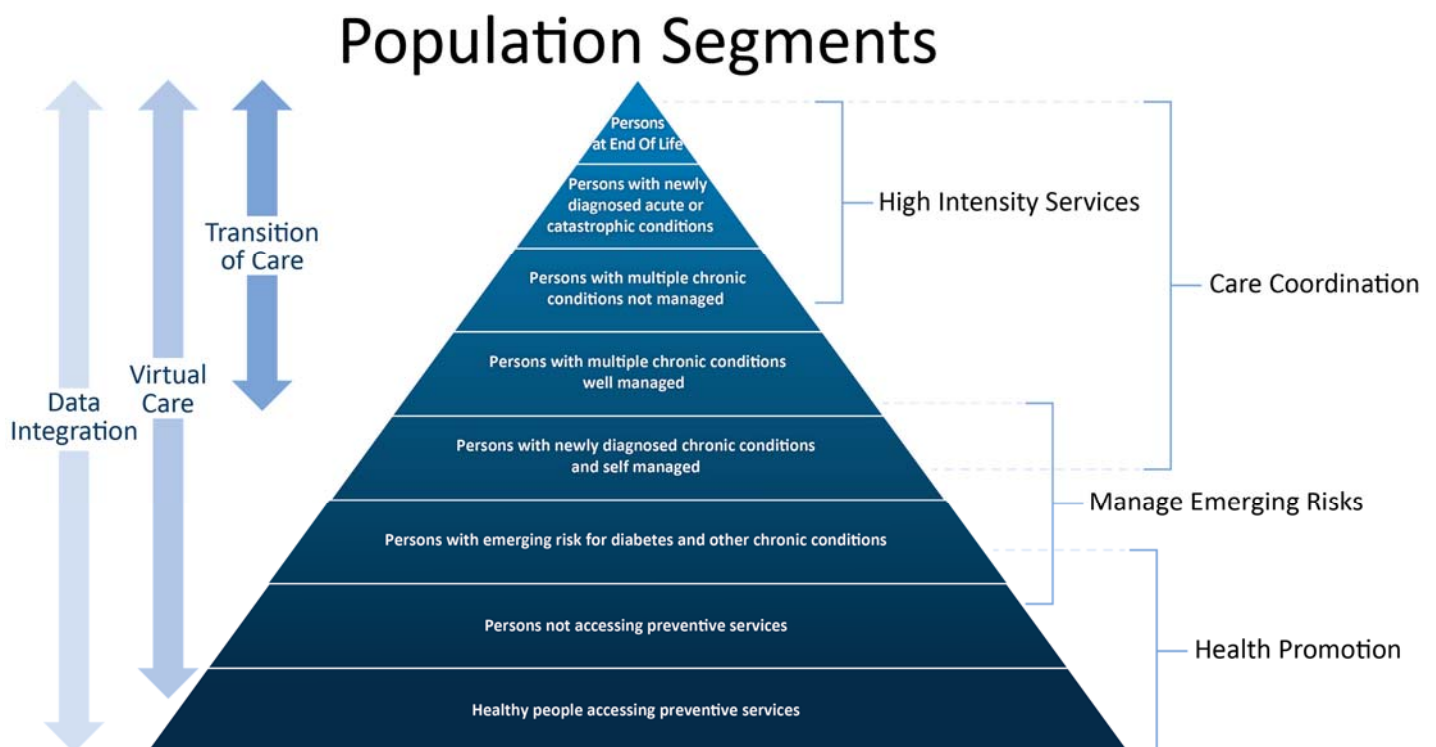 Population Segments
Data
Integration
Virtual
Care
Transition
of Care
Persons
at End Of Life
Persons with newly
diagnosed acute or
catastrophic conditions
Persons with multiple chronic
conditions not managed
Persons with multiple chronic conditions
well managed
Persons with newly diagnosed chronic conditions
and self managed
Persons with emerging risk for diabetes and other chronic conditions
Persons not accessing preventive services
Healthy people accessing preventive services
High Intensity Services
Care Coordination
Manage Emerging Risks
Health Promotion